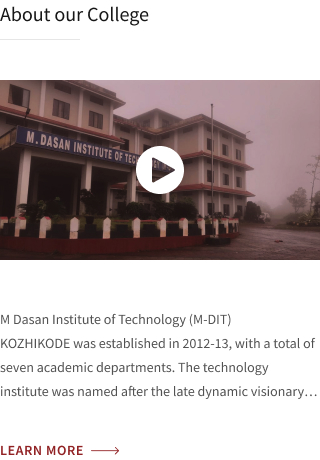 About our College
M.DASAN INSTITUTE OF
M Dasan Institute of Technology (M-DIT)
KOZHIKODE was established in 2012-13, with a total of
seven academic departments. The technology
institute was named after the late dynamic visionary...
LEARN MORE